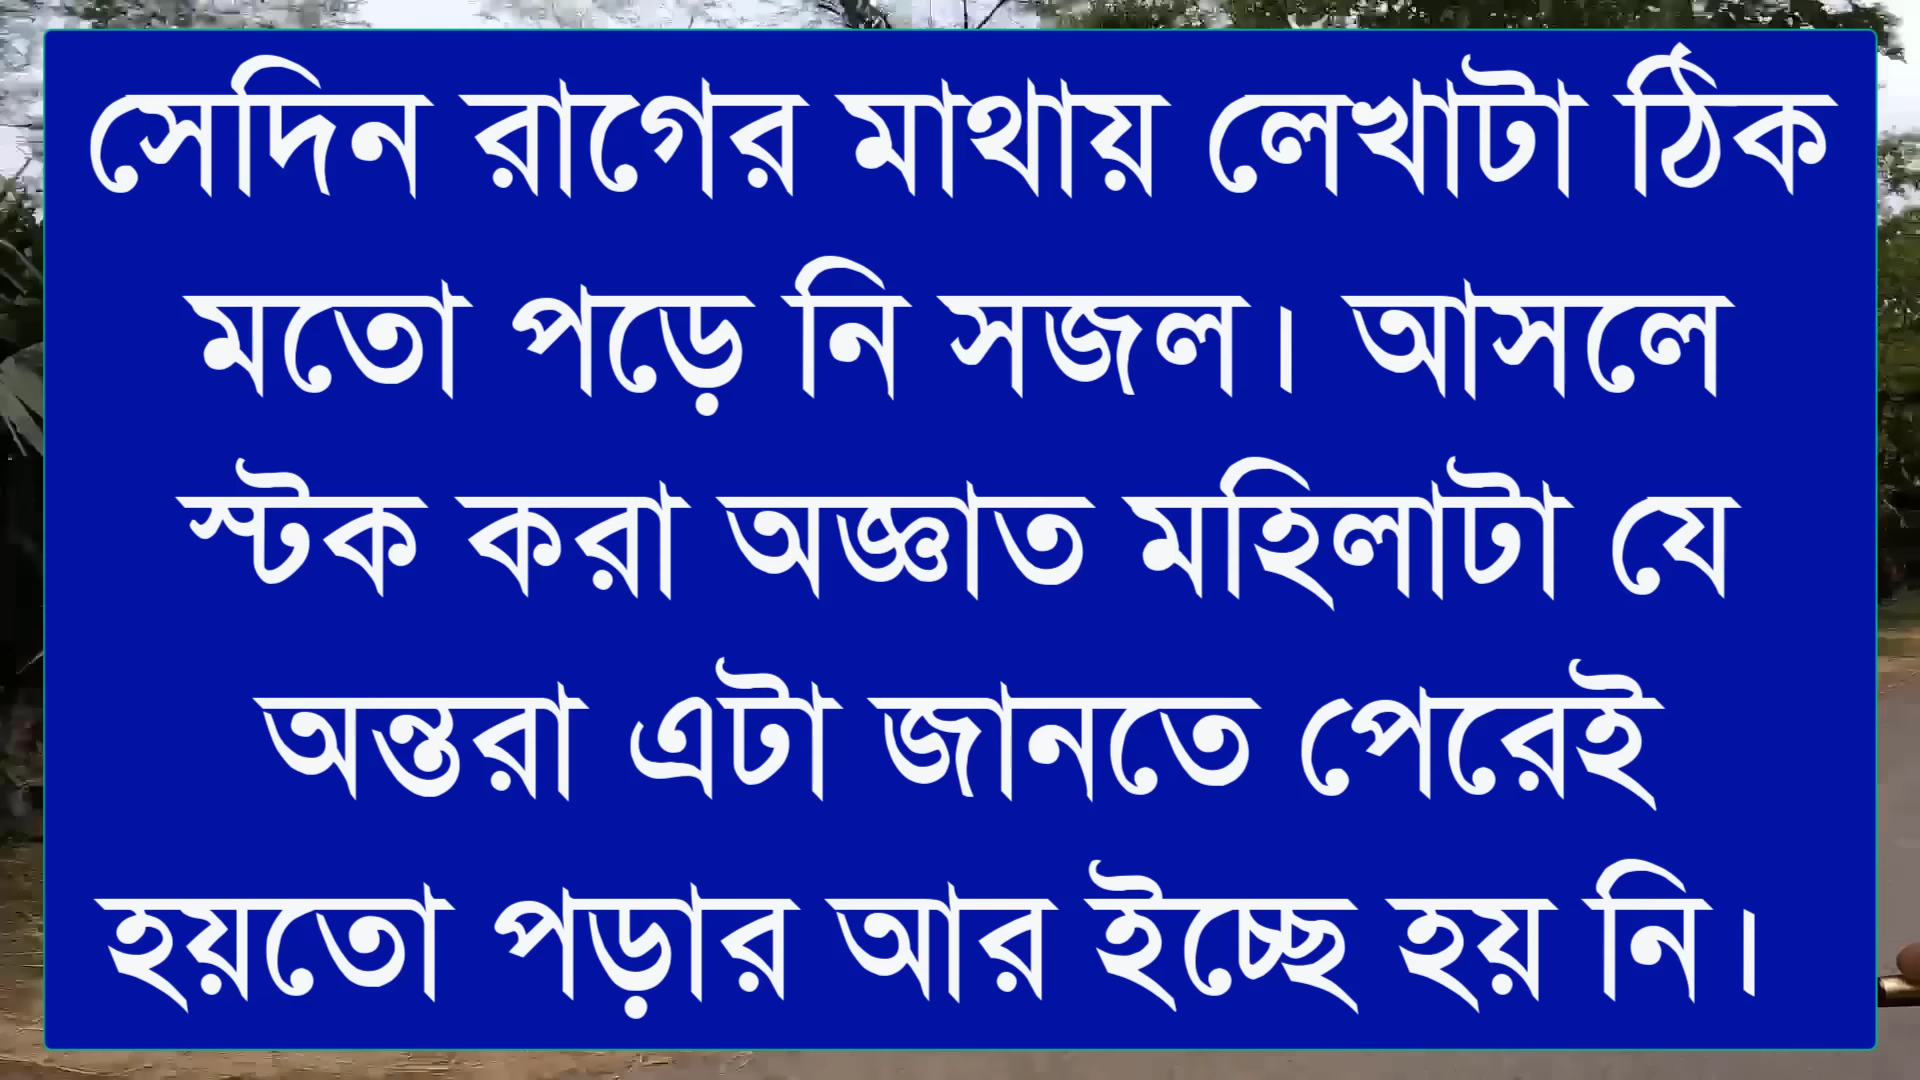 সেদিন রাগের মাথায় লেখাটা ঠিক
মতো পড়ে নি সজল। আসলে
স্টক করা অজ্ঞাত মহিলাটা যে
অন্তরা এটা জানতে পেরেই
হয়তো পড়ার আর ইচ্ছে হয় নি।